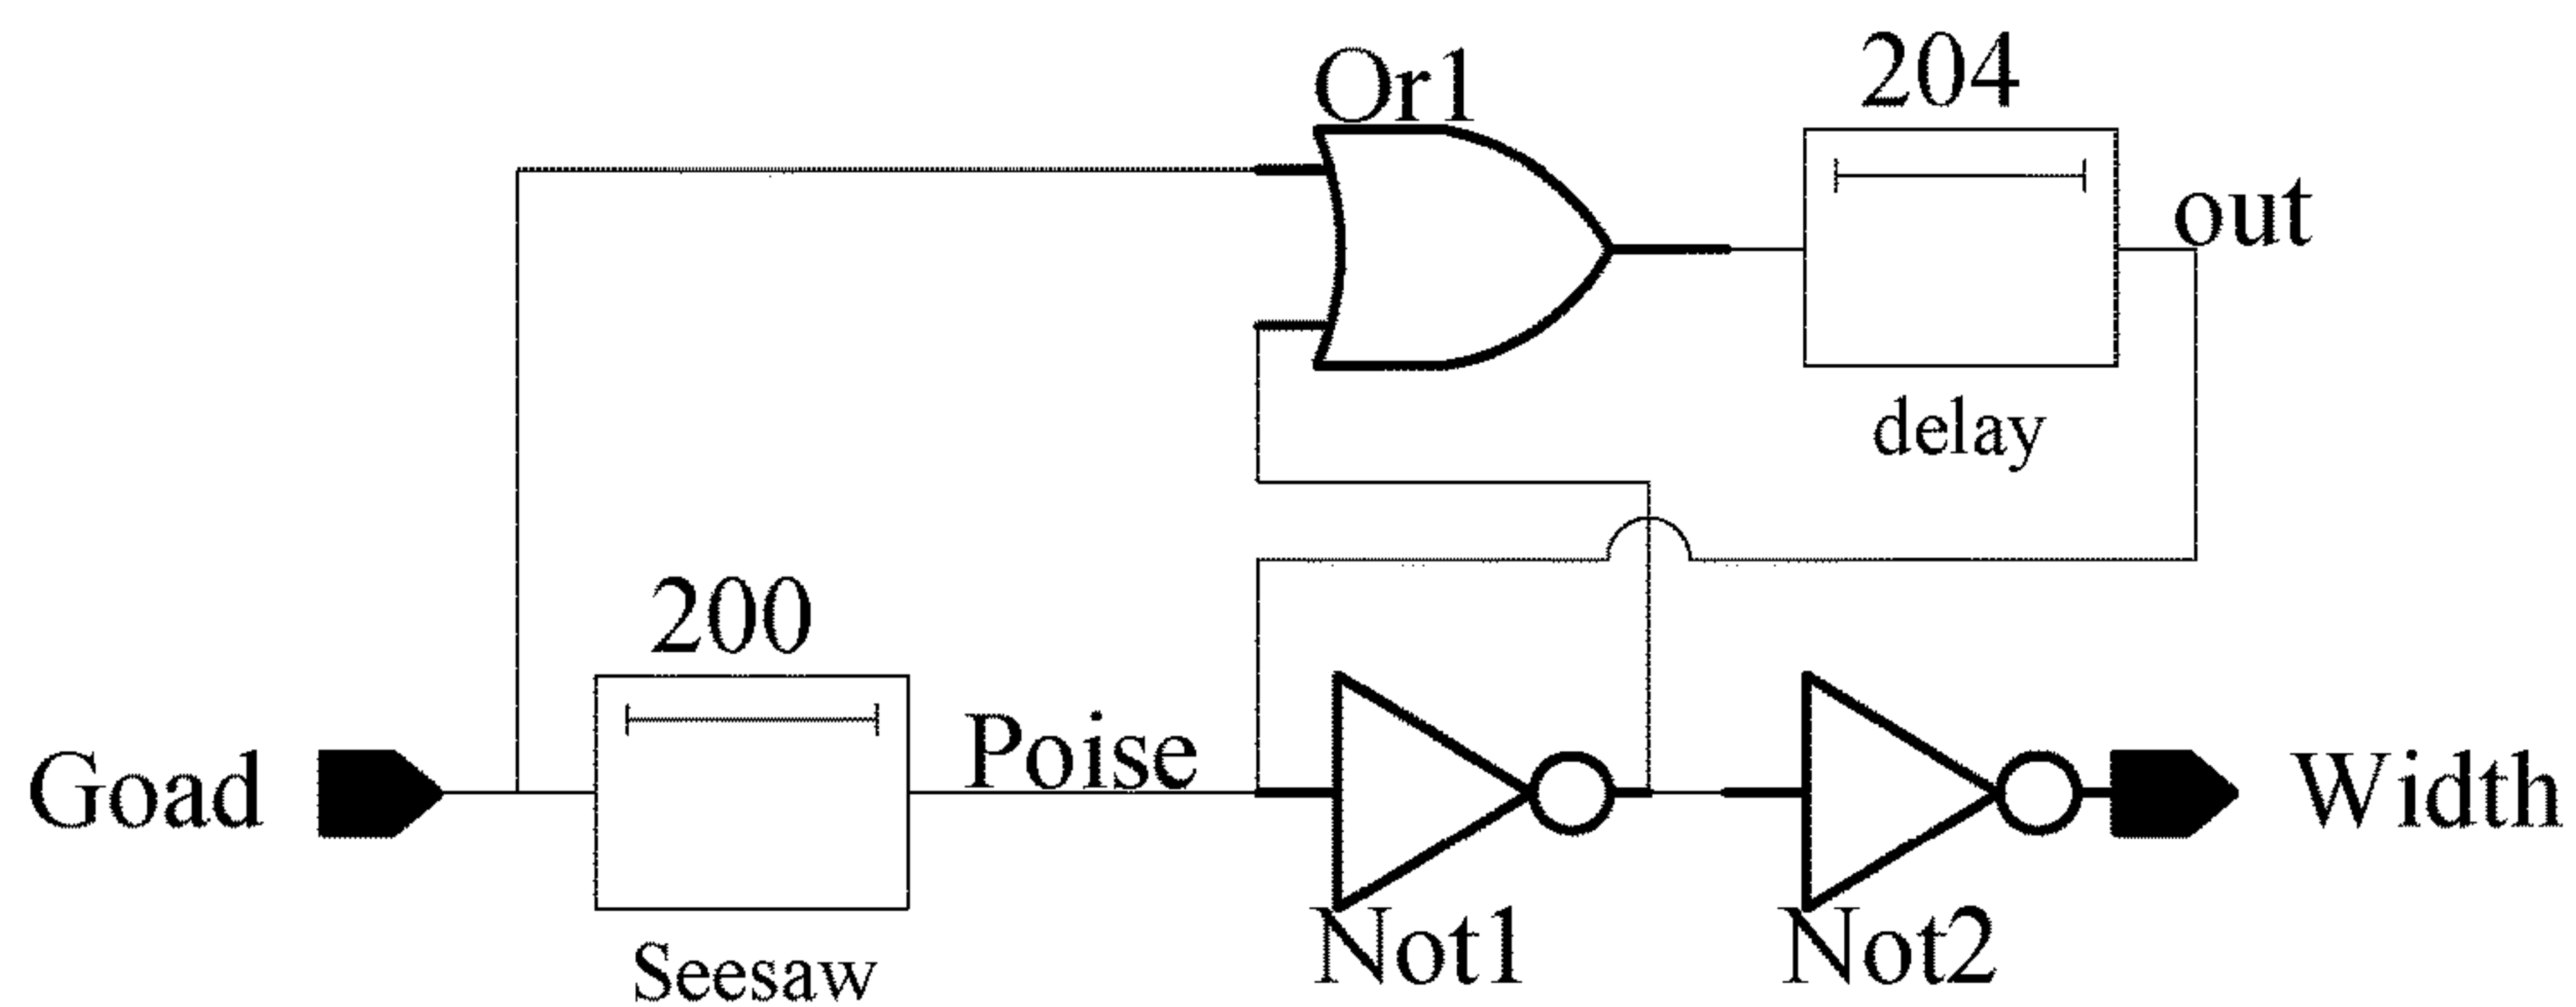 Or1
204
out
delay
200
Poise
Goad
Width
Seesaw
Not1
Not2